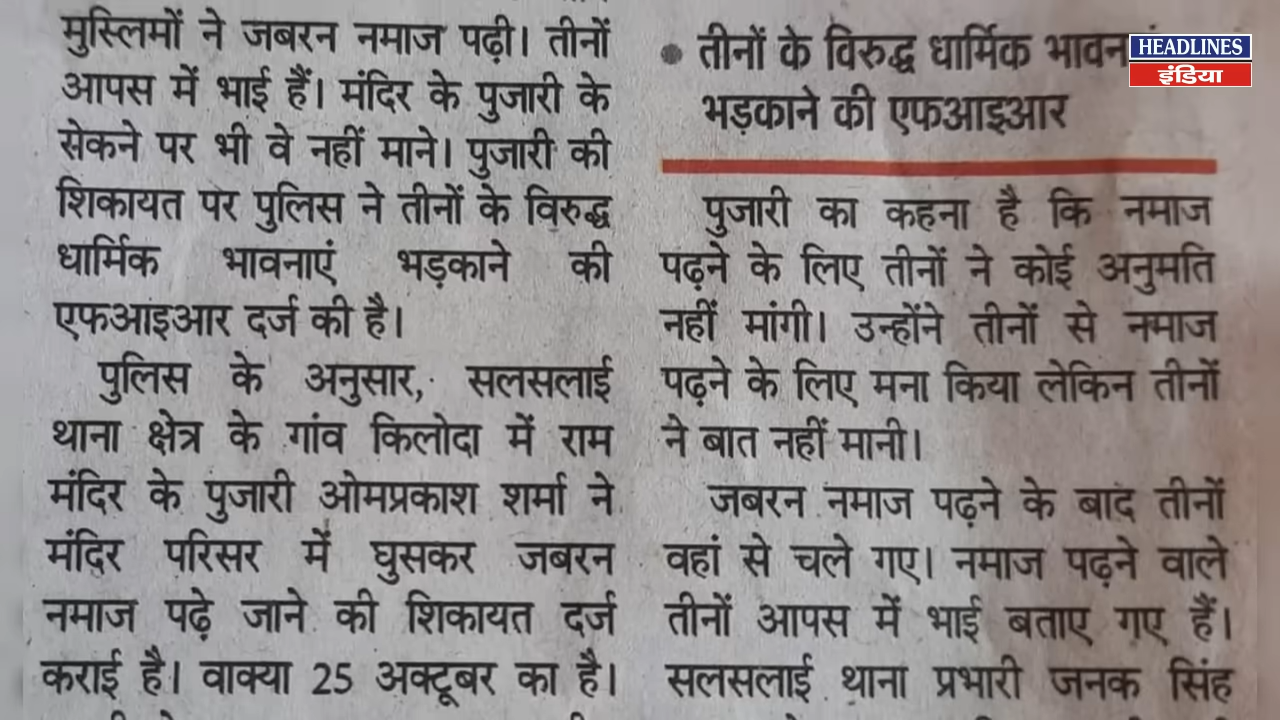 मुस्लिमों ने जबरन नमाज पढ़ी। तीनों
आपस में भाई हैं। मंदिर के पुजारी के
सेकने पर भी वे नहीं माने। पुजारी की
शिकायत पर पुलिस ने तीनों के विरुद्ध
धार्मिक भावनाएं भड़काने की
एफआइआर दर्ज की है।
पुलिस के अनुसार, सलसलाई
थाना क्षेत्र के गांव किलोदा में राम
मंदिर के पुजारी ओमप्रकाश शर्मा ने
मंदिर परिसर में घुसकर जबरन
नमाज पढ़े जाने की शिकायत दर्ज
कराई है। वाक्या 25 अक्टूबर का है।
• तीनों के विरुद्ध धार्मिक
भड़काने की एफआइआर
पुजारी का कहना है कि नमाज
पढ़ने के लिए तीनों ने कोई अनुमति
नहीं मांगी। उन्होंने तीनों से नमाज
पढ़ने के लिए मना किया लेकिन तीनों
ने बात नहीं मानी।
जबरन नमाज पढ़ने के बाद तीनों
वहां से चले गए। नमाज पढ़ने वाले
तीनों आपस में भाई बताए गए हैं।
सलसलाई थाना प्रभारी जनक सिंह
HEADLINES
इंडिया